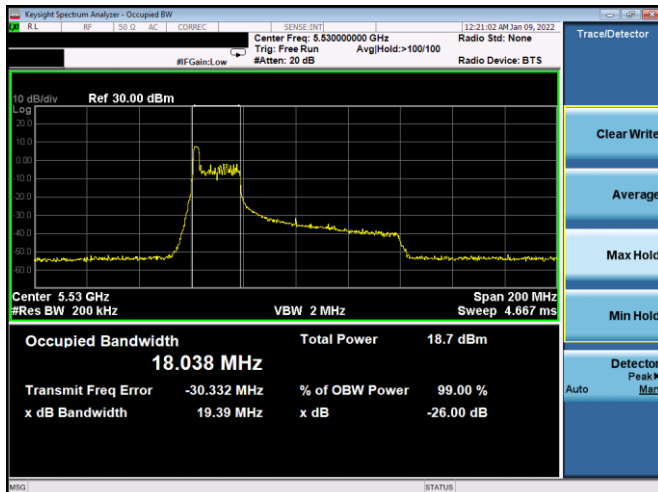 Keysight Spectrum Analyzer - Occupied BW
RL RF 50 Ω AC CORREC SENSE:INT 12:21:02 AM Jan 09, 2022
Center Freq: 5.530000000 GHz Radio Std: None
Trig: Free Run Avg|Hold:>100/100
#IFGain:Low #Atten: 20 dB Radio Device: BTS
10 dB/div Ref 30.00 dBm
Log
20.0
10.0
0.00
-10.0
-20.0
-30.0
-40.0
-50.0
-60.0
Center 5.53 GHz Span 200 MHz
#Res BW 200 kHz VBW 2 MHz Sweep 4.667 ms
Occupied Bandwidth Total Power 18.7 dBm
18.038 MHz
Transmit Freq Error -30.332 MHz % of OBW Power 99.00 %
x dB Bandwidth 19.39 MHz x dB -26.00 dB
MSG STATUS
Trace/Detector
Clear Write
Average
Max Hold
Min Hold
Detector
Peak▶
Auto Man